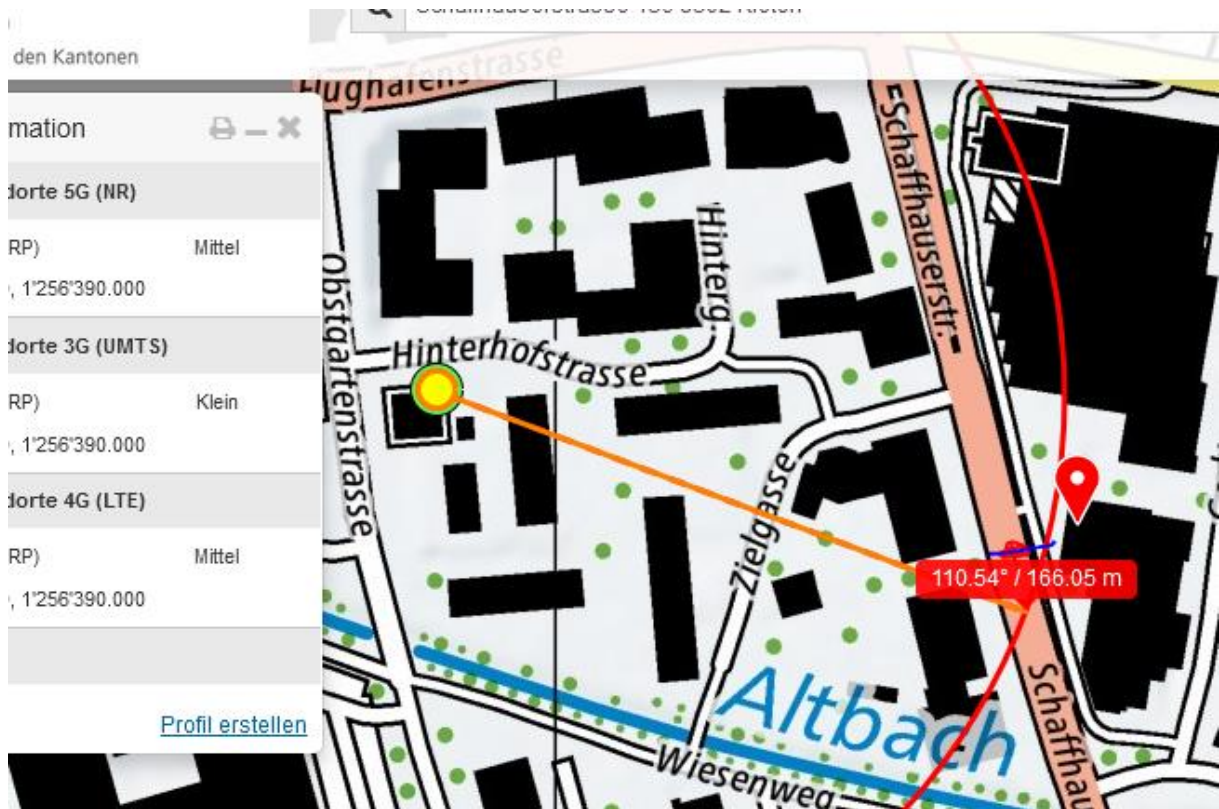 den Kantonen
mation
dorte 5G (NR)
RP) Mittel
, 1'256'390.000
dorte 3G (UMTS)
RP) Klein
, 1'256'390.000
dorte 4G (LTE)
RP) Mittel
, 1'256'390.000
Profil erstellen
Flughafenstrasse
Schaffhauserstr.
Hinterg.
Obstgartenstrasse
Hinterhofstrasse
Zielgasse
110.54° / 166.05 m
Altbach
Schaffhau
Wiesenweg